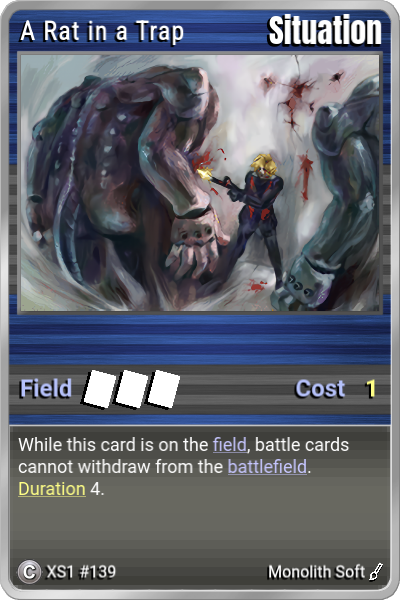 A Rat in a Trap
Situation
Field
Cost 1
While this card is on the field, battle cards
cannot withdraw from the battlefield.
Duration 4.
C XS1 #139
Monolith Soft